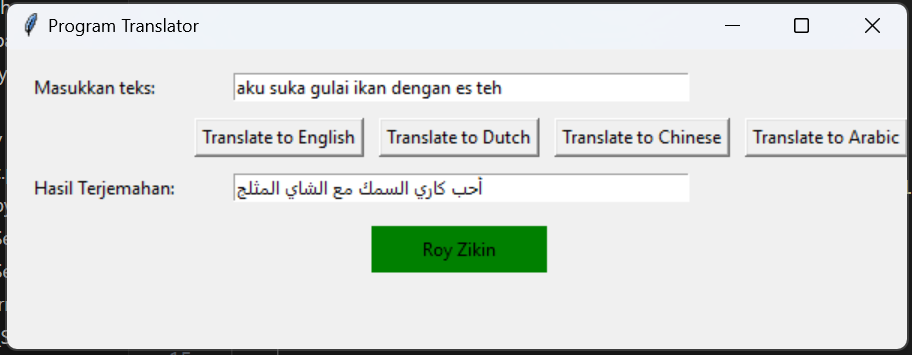 Program Translator
Masukkan teks: aku suka gulai ikan dengan es teh
Translate to English Translate to Dutch Translate to Chinese Translate to Arabic
Hasil Terjemahan: أحب كاري السمك مع الشاي المثلج
Roy Zikin